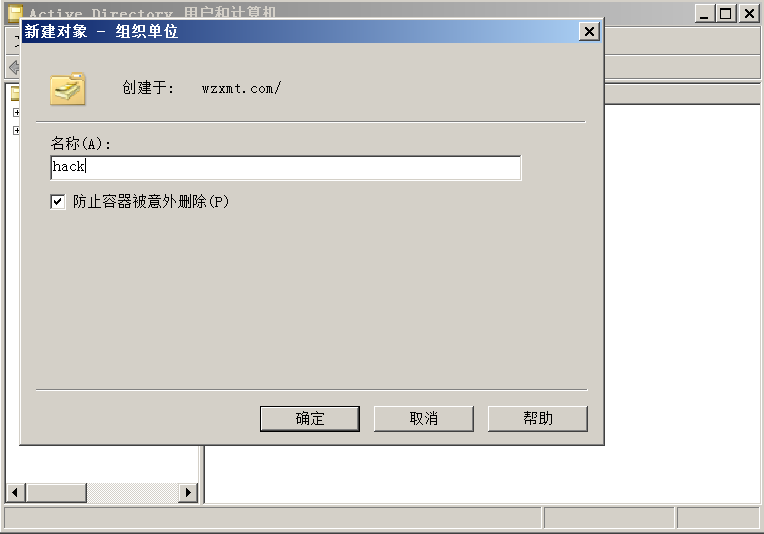 Active Directory 用户和计算机
新建对象 - 组织单位
创建于: wzxmt.com/
名称(A):
hack
防止容器被意外删除(P)
确定 取消 帮助